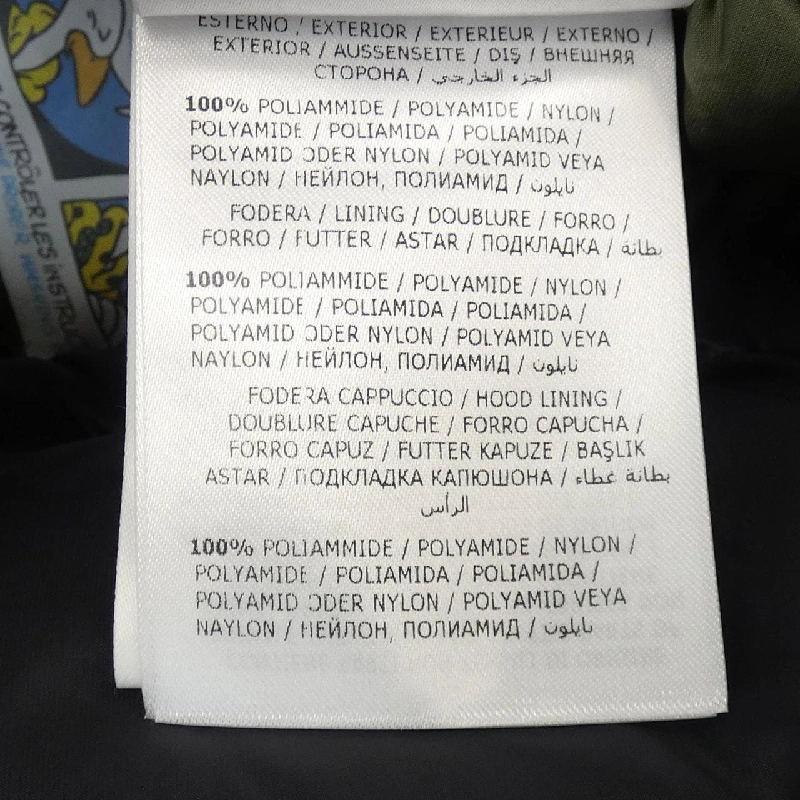 ESTERNO / EXTERIOR / EXTERIEUR / EXTERNO /
EXTERIOR / AUSSENSEITE / DIŞ / ВНЕШНЯЯ
СТОРОНА / الجزء الخارجي
100% POLIAMMIDE / POLYAMIDE / NYLON /
POLYAMIDE / POLIAMIDA / POLIAMIDA /
POLYAMID ODER NYLON / POLYAMID VEYA
NAYLON / НЕЙЛОН, ПОЛИАМИД / نايلون
FODERA / LINING / DOUBLURE / FORRO /
FORRO / FUTTER / ASTAR / ПОДКЛАДКА / بطانة
100% POLIAMMIDE / POLYAMIDE / NYLON /
POLYAMIDE / POLIAMIDA / POLIAMIDA /
POLYAMID ODER NYLON / POLYAMID VEYA
NAYLON / НЕЙЛОН, ПОЛИАМИД / نايلون
FODERA CAPPUCCIO / HOOD LINING /
DOUBLURE CAPUCHE / FORRO CAPUCHA /
FORRO CAPUZ / FUTTER KAPUZE / BAŞLIK
ASTAR / ПОДКЛАДКА КАПЮШОНА / بطانة غطاء
الرأس
100% POLIAMMIDE / POLYAMIDE / NYLON /
POLYAMIDE / POLIAMIDA / POLIAMIDA /
POLYAMID ODER NYLON / POLYAMID VEYA
NAYLON / НЕЙЛОН, ПОЛИАМИД / نايلون
CONTRÔLER LES INSTRUC